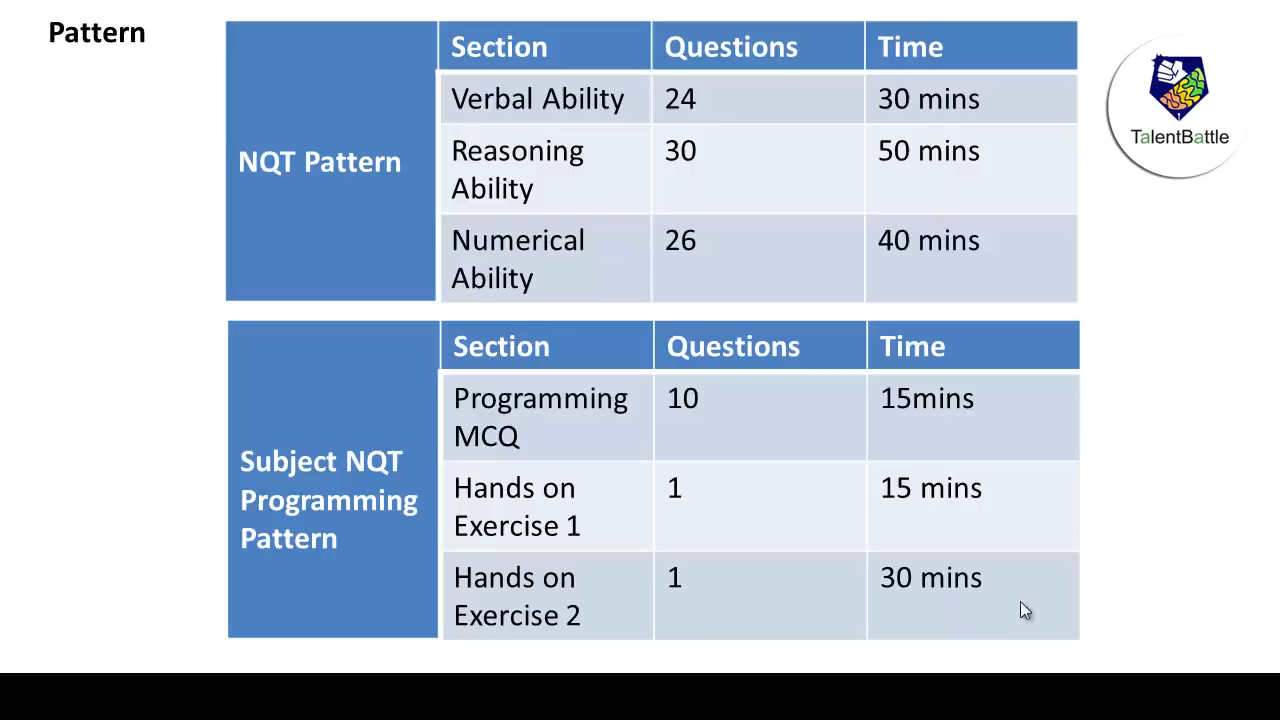 Pattern
NQT Pattern
Section Questions Time
Verbal Ability 24 30 mins
Reasoning 30 50 mins
Ability
Numerical 26 40 mins
Ability
TalentBattle
Subject NQT
Programming
Pattern
Section Questions Time
Programming 10 15mins
MCQ
Hands on 1 15 mins
Exercise 1
Hands on 1 30 mins
Exercise 2